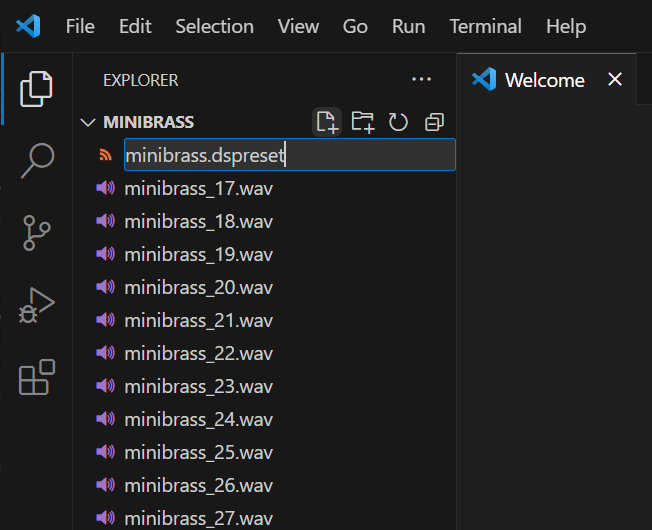 File Edit Selection View Go Run Terminal Help
EXPLORER ... Welcome
MINIBRASS
minibrass.dspreset
minibrass_17.wav
minibrass_18.wav
minibrass_19.wav
minibrass_20.wav
minibrass_21.wav
minibrass_22.wav
minibrass_23.wav
minibrass_24.wav
minibrass_25.wav
minibrass_26.wav
minibrass_27.wav